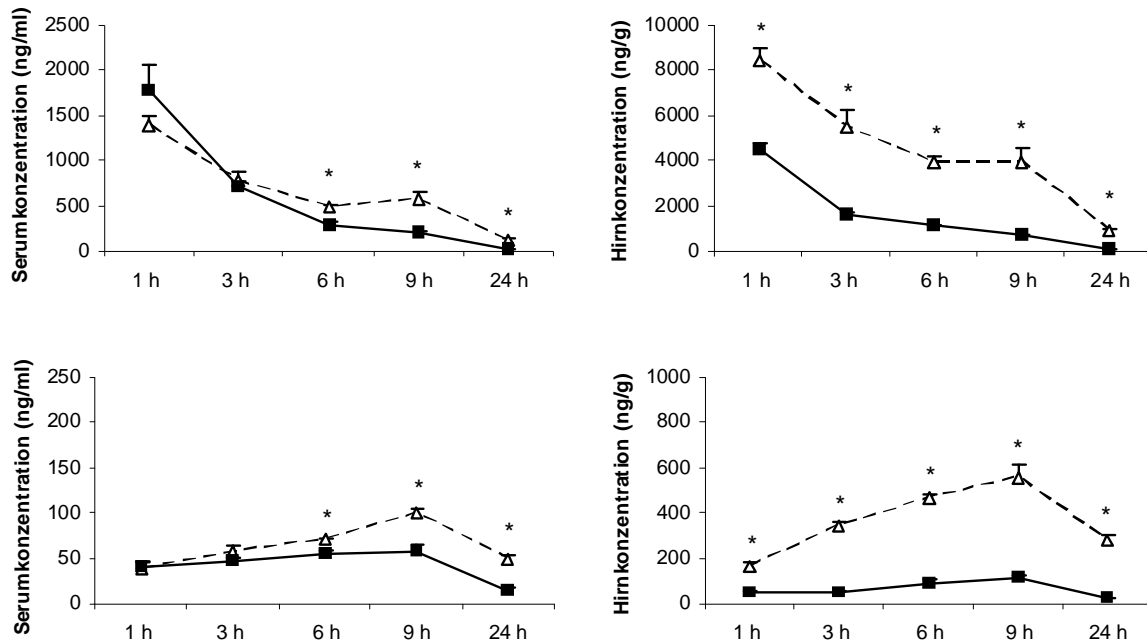 Serumkonzentration (ng/ml)
2500
2000
1500
1000
500
0
* * *
1 h 3 h 6 h 9 h 24 h
Hirnkonzentration (ng/g)
10000
8000
6000
4000
2000
0
* * * * *
1 h 3 h 6 h 9 h 24 h
Serumkonzentration (ng/ml)
250
200
150
100
50
0
* * *
1 h 3 h 6 h 9 h 24 h
Hirnkonzentration (ng/g)
1000
800
600
400
200
0
* * * * *
1 h 3 h 6 h 9 h 24 h